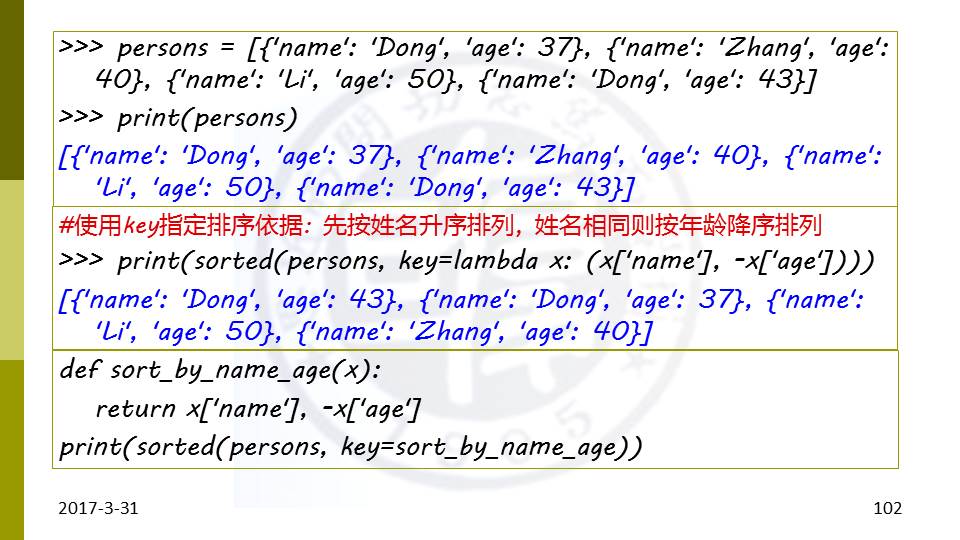 >>> persons = [{'name': 'Dong', 'age': 37}, {'name': 'Zhang', 'age':
40}, {'name': 'Li', 'age': 50}, {'name': 'Dong', 'age': 43}]
>>> print(persons)
[{'name': 'Dong', 'age': 37}, {'name': 'Zhang', 'age': 40}, {'name':
'Li', 'age': 50}, {'name': 'Dong', 'age': 43}]
#使用key指定排序依据：先按姓名升序排列，姓名相同则按年龄降序排列
>>> print(sorted(persons, key=lambda x: (x['name'], -x['age'])))
[{'name': 'Dong', 'age': 43}, {'name': 'Dong', 'age': 37}, {'name':
'Li', 'age': 50}, {'name': 'Zhang', 'age': 40}]
def sort_by_name_age(x):
return x['name'], -x['age']
print(sorted(persons, key=sort_by_name_age))
2017-3-31
102